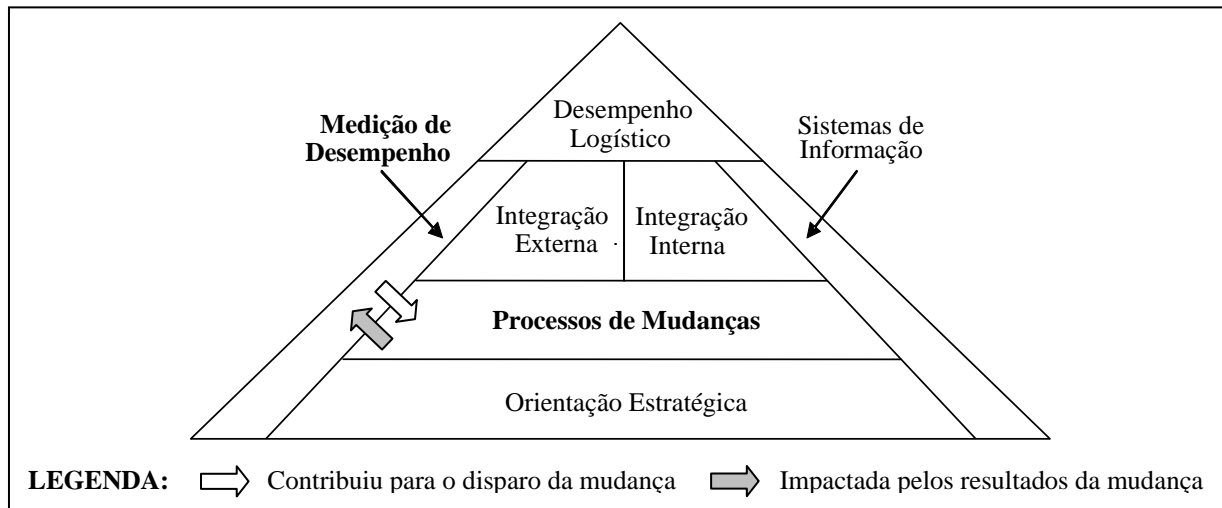 Desempenho
Logístico
Medição de
Desempenho
Sistemas de
Informação
Integração
Externa
Integração
Interna
Processos de Mudanças
Orientação Estratégica
LEGENDA: Contribuiu para o disparo da mudança Impactada pelos resultados da mudança